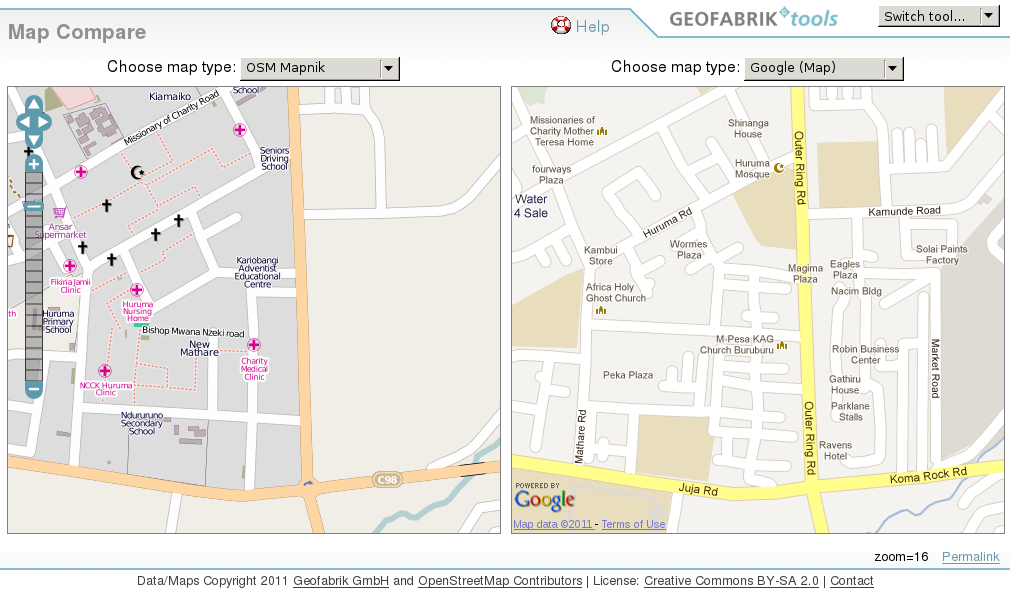 Map Compare
Help
GEOFABRIK tools
Switch tool...
Choose map type:
OSM Mapnik
Choose map type:
Google (Map)
Kiamaiko
School
Missionary of Charity Road
Seniors
Driving
School
Ansar
Supermarket
Fikiria Jamii
Clinic
Kariobangi
Adventist
Educational
Centre
Huruma
Nursing
Home
th
Huruma
Primary
School
Bishop Mwana Nzeki road
New
Mathare
Charity
Medical
Clinic
NCCK Huruma
Clinic
Ndururuno
Secondary
School
C98
Missionaries of
Charity Mother
Teresa Home
Shinanga
House
Outer Ring Rd
fourways
Plaza
Huruma
Mosque
Water
4 Sale
Huruma Rd
Kamunde Road
Kambui
Store
Wormes
Plaza
Solai Paints
Factory
Magima
Plaza
Eagles
Plaza
Africa Holy
Ghost Church
Nacim Bldg
M-Pesa KAG
Church Buruburu
Robin Business
Center
Market Road
Peka Plaza
Gathiru
House
Parklane
Stalls
Mathare Rd
Outer Ring Rd
Ravens
Hotel
Juja Rd
Koma Rock Rd
POWERED BY
Google
Map data ©2011 - Terms of Use
zoom=16 Permalink
Data/Maps Copyright 2011 Geofabrik GmbH and OpenStreetMap Contributors | License: Creative Commons BY-SA 2.0 | Contact